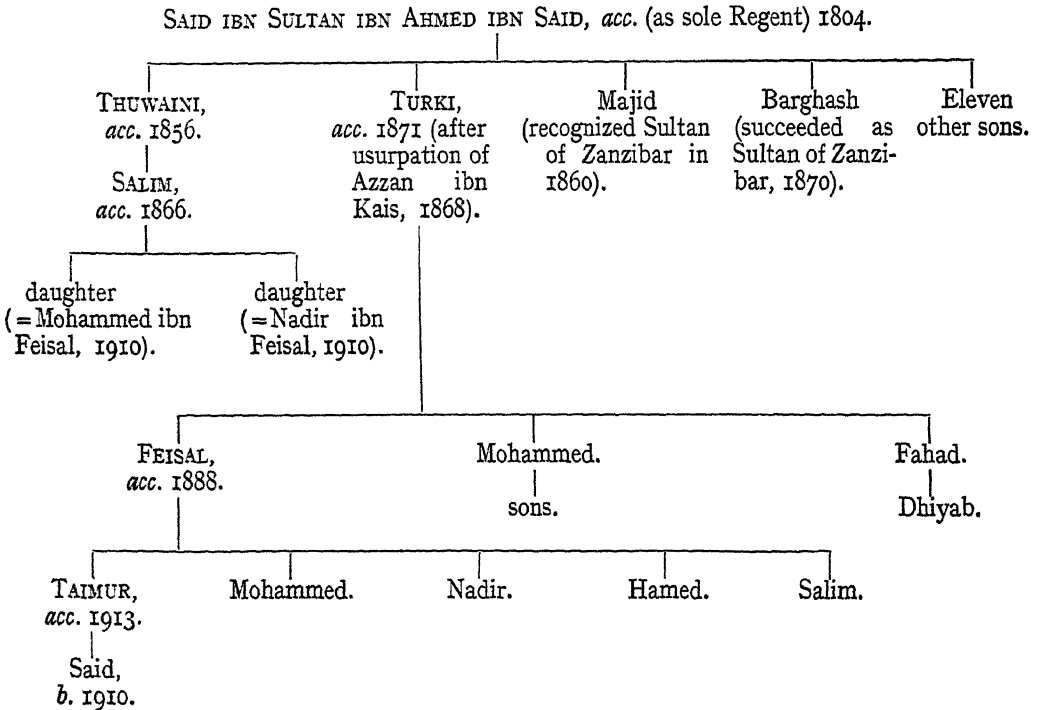 SAID IBN SULTAN IBN AHMED IBN SAID, acc. (as sole Regent) 1804.
THUWAINI,
acc. 1856.
SALIM,
acc. 1866.
TURKI,
acc. 1871 (after
usurpation of
Azzan ibn
Kais, 1868).
Majid
(recognized Sultan
of Zanzibar in
1860).
Barghash
(succeeded as
Sultan of Zanzi-
bar, 1870).
Eleven
other sons.
daughter
(=Mohammed ibn
Feisal, 1910).
daughter
(=Nadir ibn
Feisal, 1910).
FEISAL,
acc. 1888.
Mohammed.
sons.
Fahad.
Dhiyab.
TAIMUR,
acc. 1913.
Mohammed.
Nadir.
Hamed.
Salim.
Said,
b. 1910.